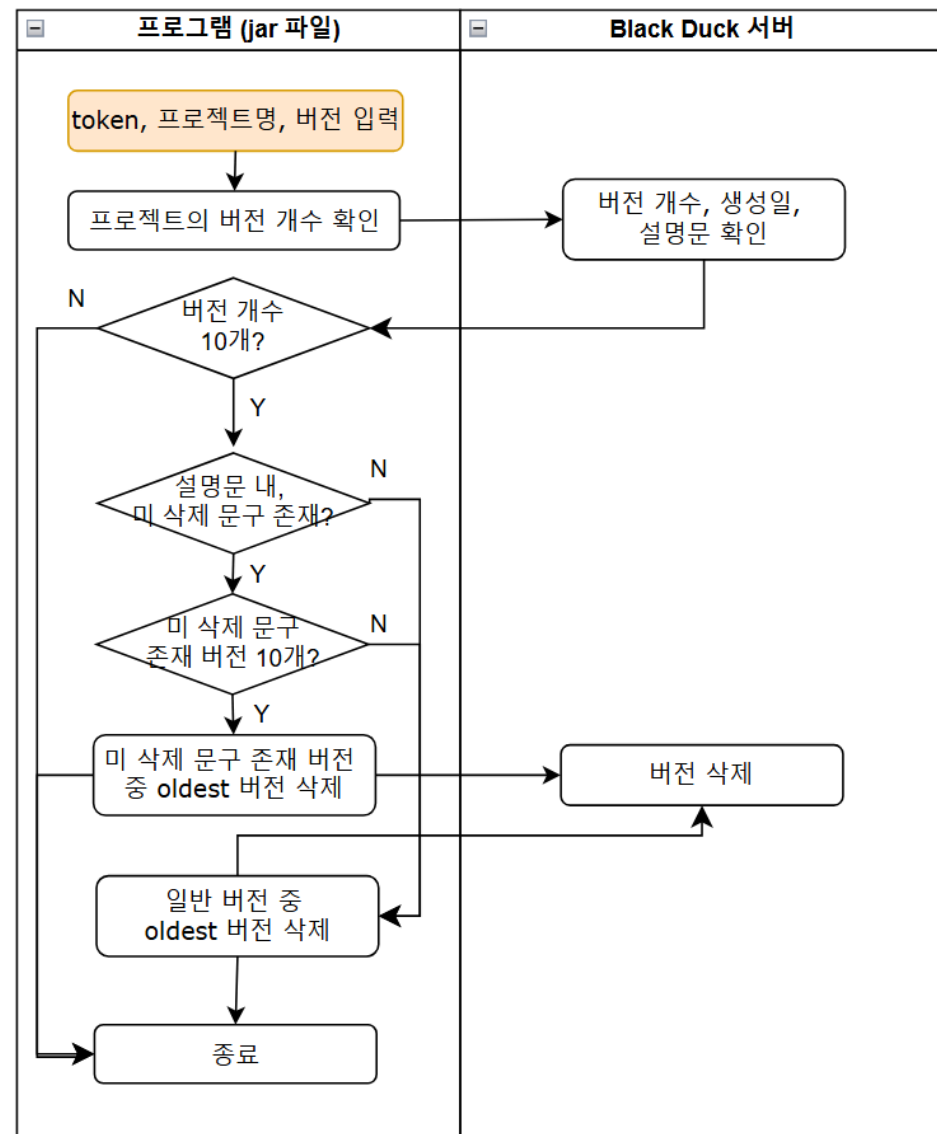 프로그램 (jar 파일)
Black Duck 서버
token, 프로젝트명, 버전 입력
프로젝트의 버전 개수 확인
버전 개수, 생성일,
설명문 확인
N
버전 개수
10개?
Y
설명문 내,
미 삭제 문구 존재?
N
Y
미 삭제 문구
존재 버전 10개?
N
Y
미 삭제 문구 존재 버전
중 oldest 버전 삭제
버전 삭제
일반 버전 중
oldest 버전 삭제
종료